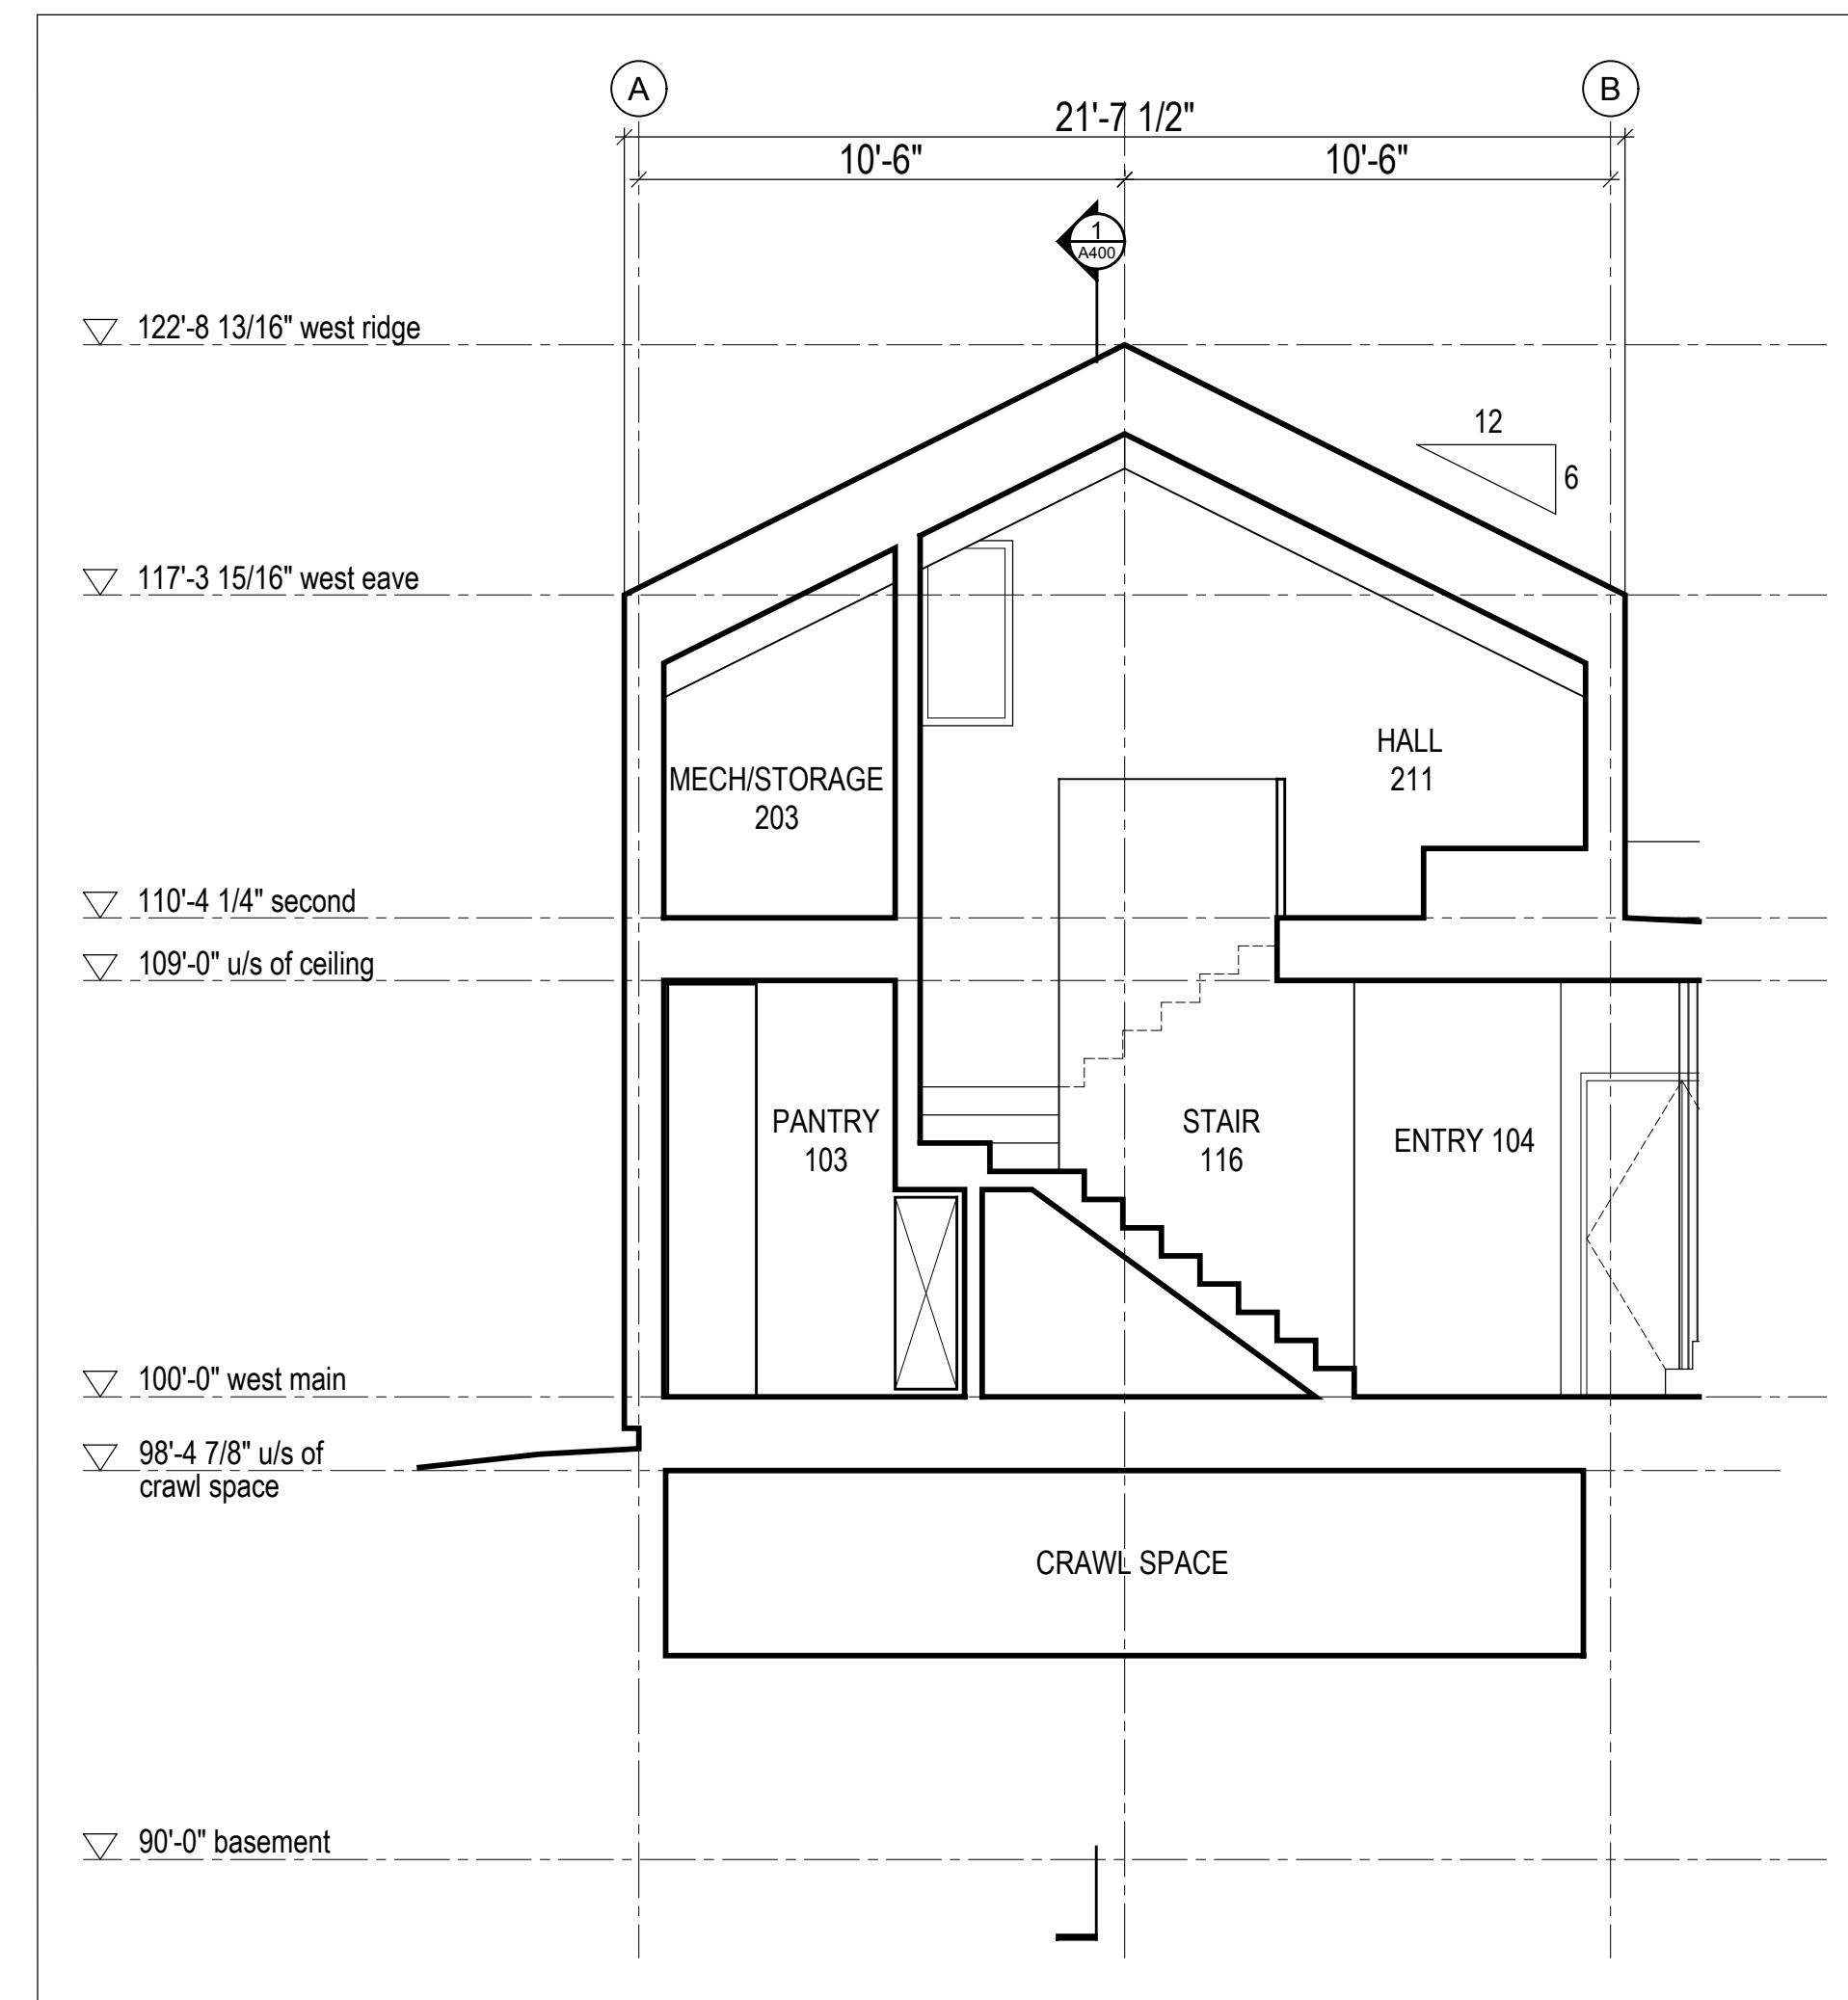 A
B
21'-7 1/2"
10'-6"
10'-6"
1
A400
122'-8 13/16" west ridge
12
6
117'-3 15/16" west eave
HALL
211
MECH/STORAGE
203
110'-4 1/4" second
109'-0" u/s of ceiling
PANTRY
103
STAIR
116
ENTRY 104
100'-0" west main
98'-4 7/8" u/s of
crawl space
CRAWL SPACE
90'-0" basement